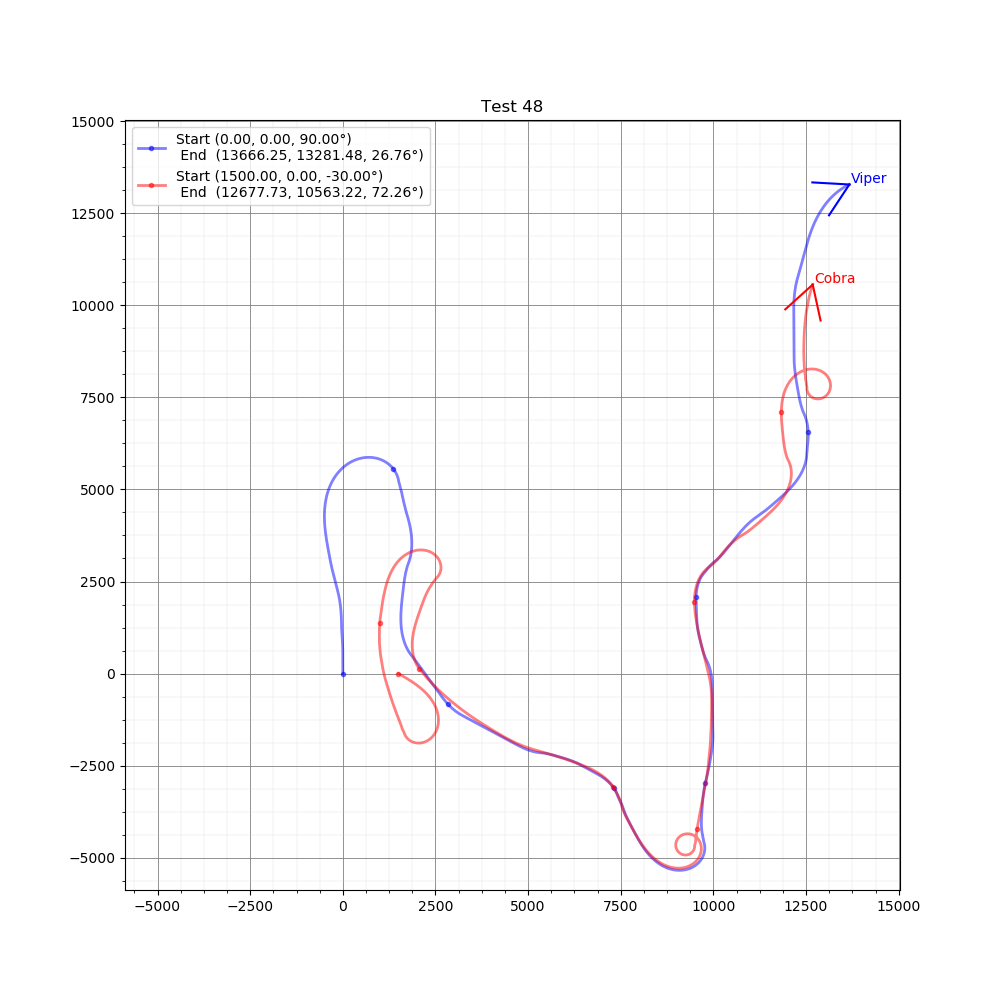 Test 48
15000
12500
10000
7500
5000
2500
0
−2500
−5000
Start (0.00, 0.00, 90.00°)
End (13666.25, 13281.48, 26.76°)
Start (1500.00, 0.00, -30.00°)
End (12677.73, 10563.22, 72.26°)
Viper
Cobra
−5000 −2500 0 2500 5000 7500 10000 12500 15000